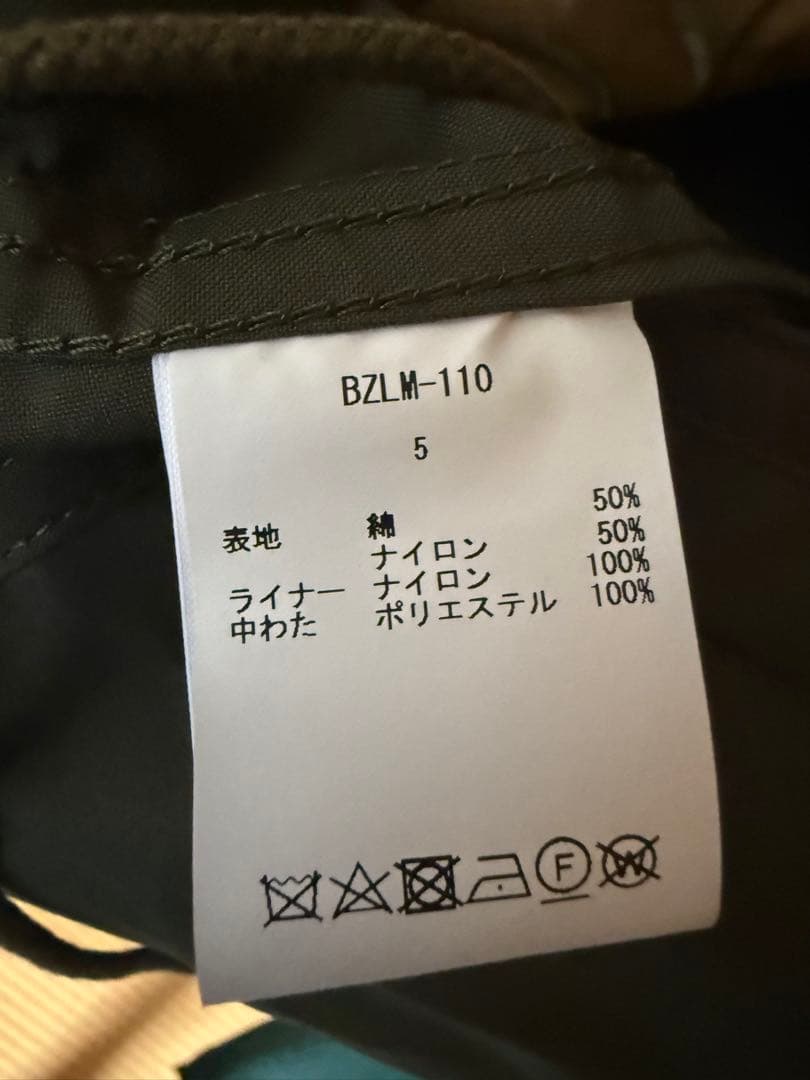 BZLM-110
5
表地 綿 50%
ナイロン 50%
ライナー ナイロン 100%
中わた ポリエステル 100%
F W